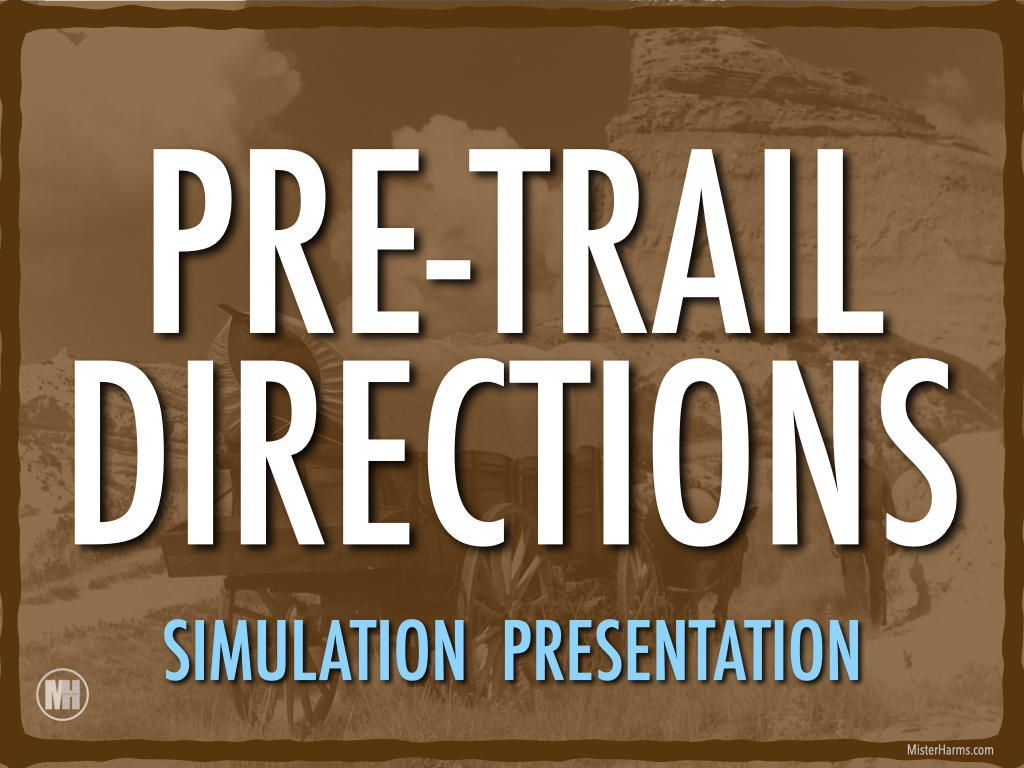 PRE-TRAIL
DIRECTIONS
SIMULATION PRESENTATION
MH
MisterHarms.com